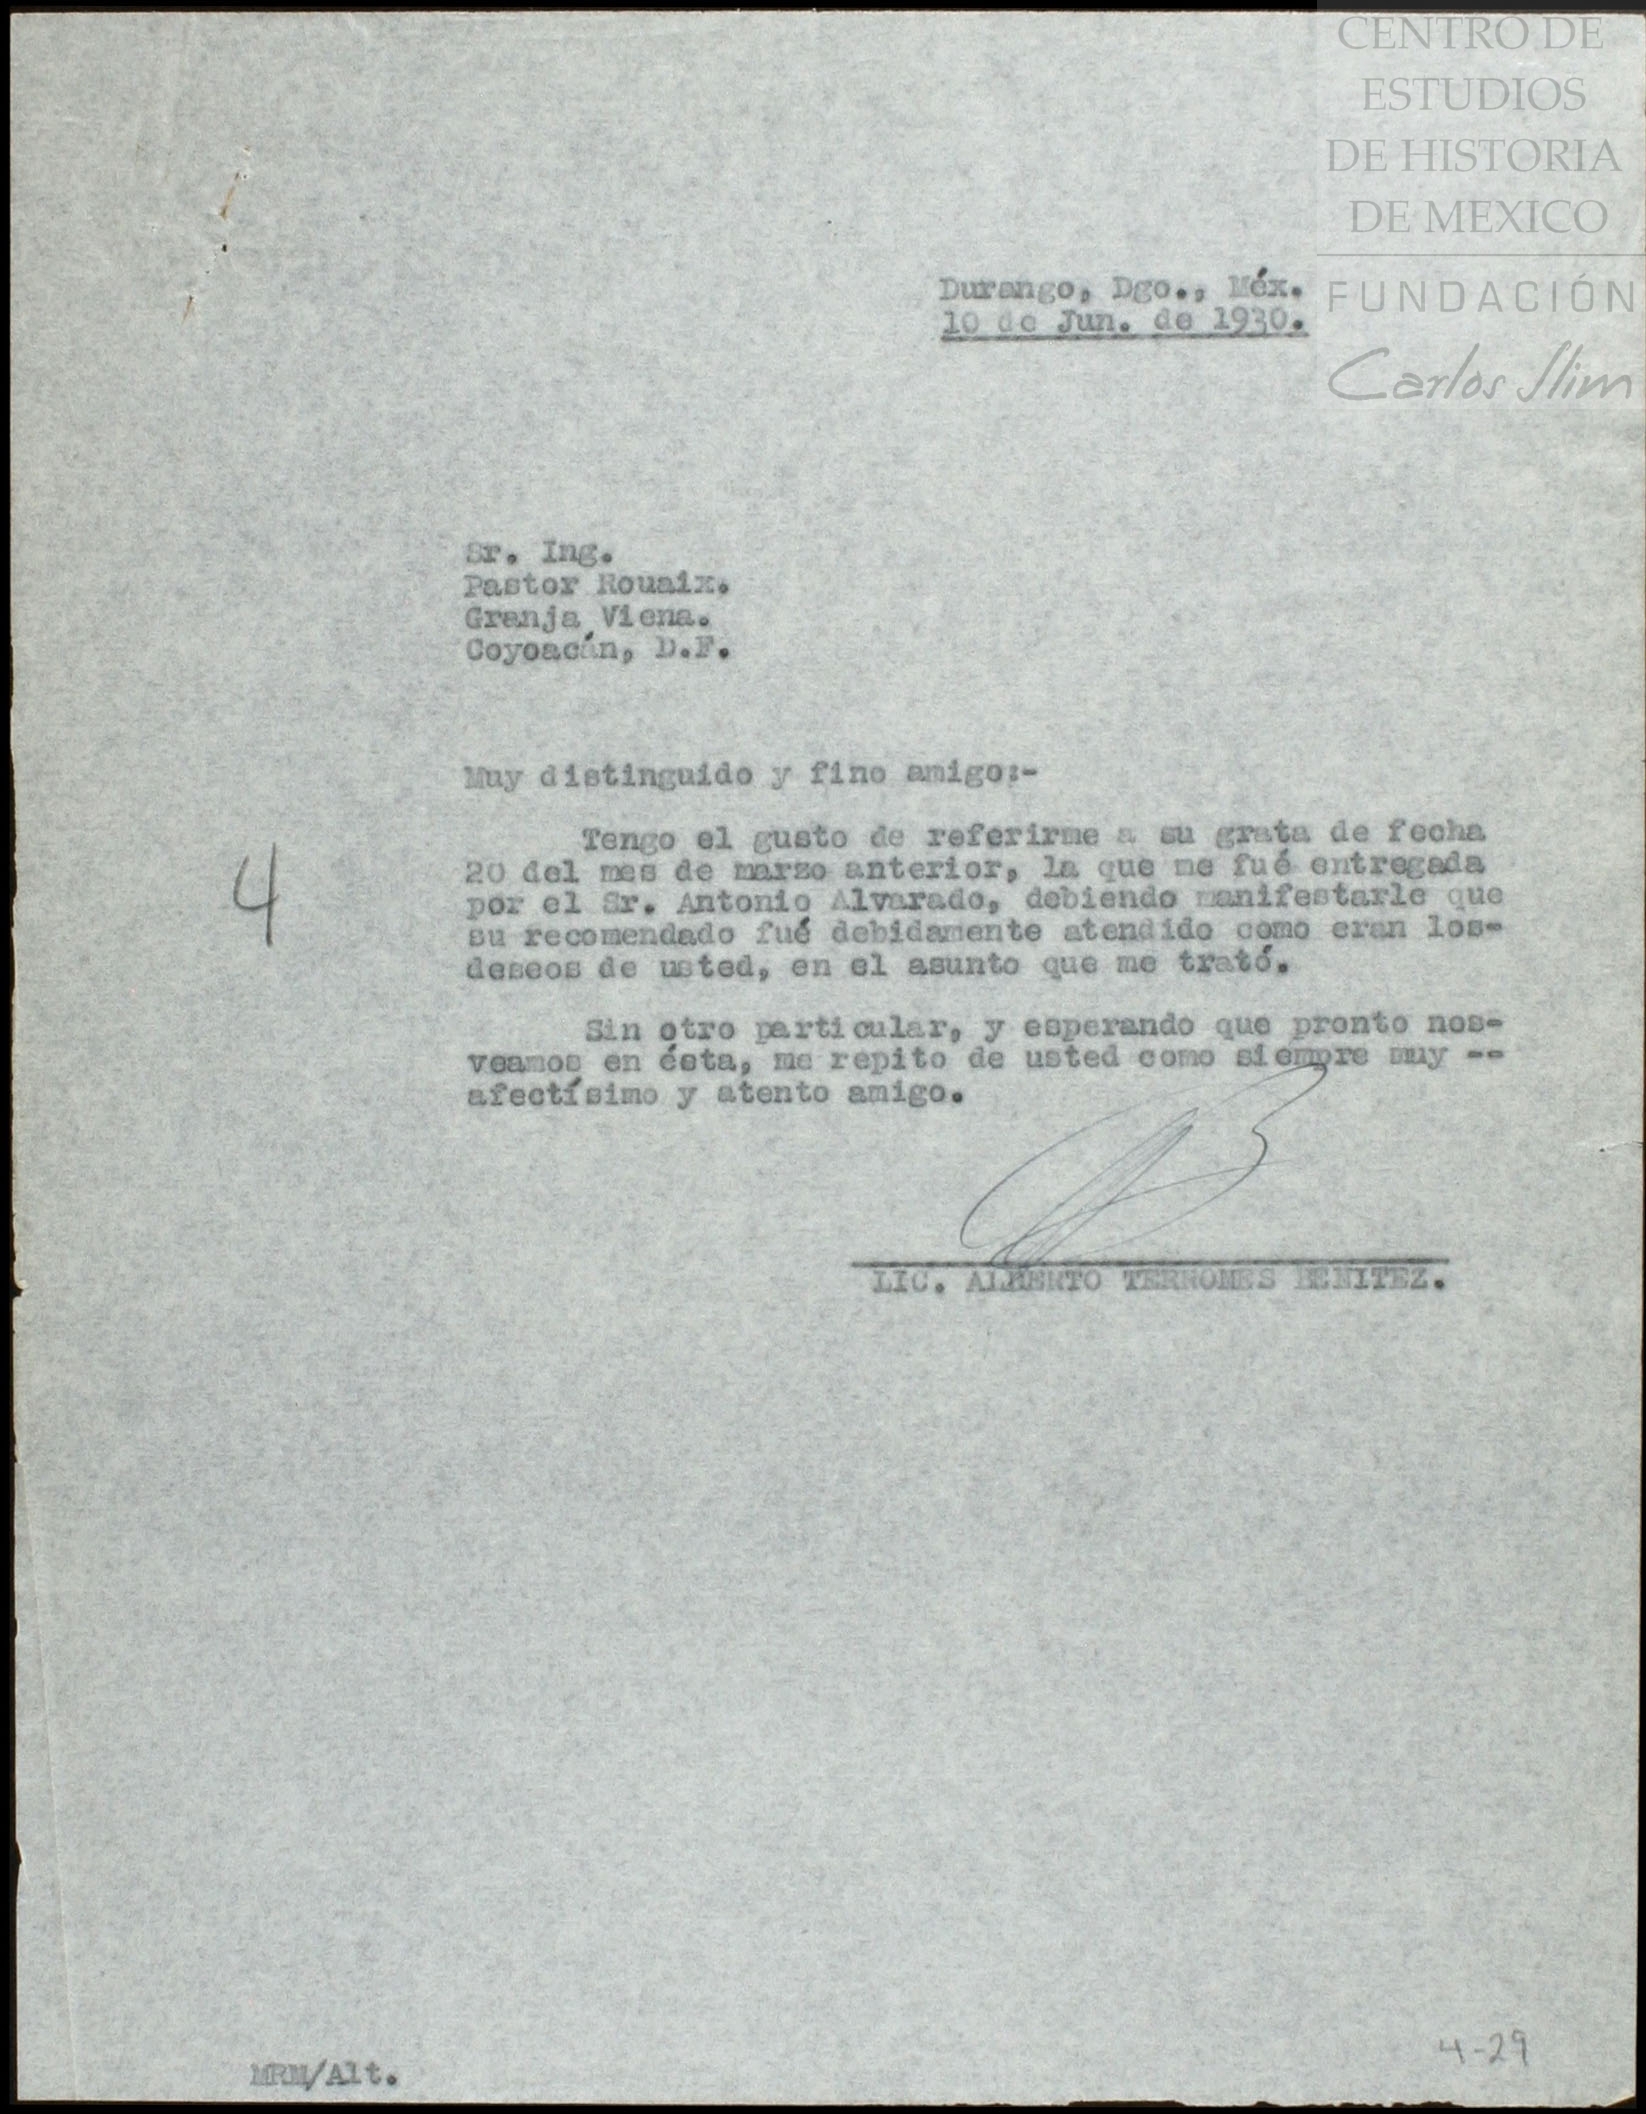 CENTRO DE
ESTUDIOS
DE HISTORIA
DE MEXICO
FUNDACIÓN
Carlos Slim
Durango, Dgo., Méx.
10 de Jun. de 1930.
Sr. Ing.
Pastor Rouaix.
Granja Viena.
Coyoacán, D.F.
Muy distinguido y fino amigo:-
Tengo el gusto de referirme a su grata de fecha
20 del mes de marzo anterior, la que me fué entregada
por el Sr. Antonio Alvarado, debiendo manifestarle que
su recomendado fué debidamente atendido como eran los-
deseos de usted, en el asunto que me trató.
4
Sin otro particular, y esperando que pronto nos-
veamos en ésta, me repito de usted como siempre muy --
afectísimo y atento amigo.
LIC. ALBERTO TERRONES BENITEZ.
MRM/Alt.
4-29